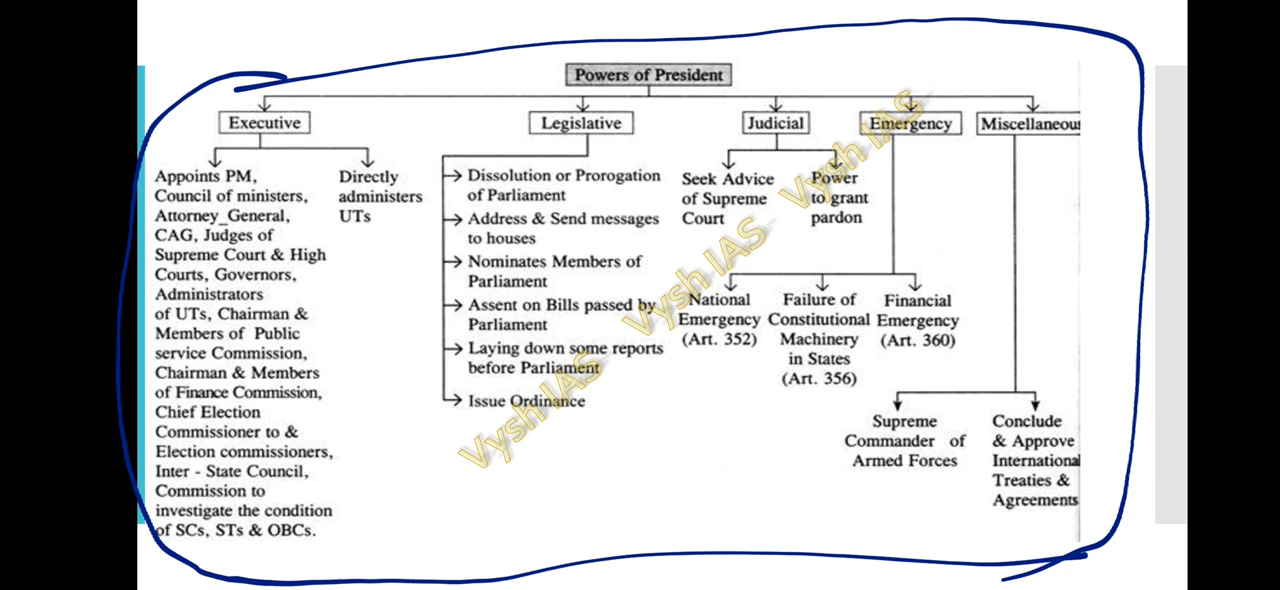 Powers of President
Executive
Legislative
Judicial
Emergency
Miscellaneous
Appoints PM,
Council of ministers,
Attorney_General,
CAG, Judges of
Supreme Court & High
Courts, Governors,
Administrators
of UTs, Chairman &
Members of Public
service Commission,
Chairman & Members
of Finance Commission,
Chief Election
Commissioner to &
Election commissioners,
Inter - State Council,
Commission to
investigate the condition
of SCs, STs & OBCs.
Directly
administers
UTs
Dissolution or Prorogation
of Parliament
Address & Send messages
to houses
Nominates Members of
Parliament
Assent on Bills passed by
Parliament
Laying down some reports
before Parliament
Issue Ordinance
Seek Advice
of Supreme
Court
Power
to grant
pardon
National
Emergency
(Art. 352)
Failure of
Constitutional
Machinery
in States
(Art. 356)
Financial
Emergency
(Art. 360)
Supreme
Commander of
Armed Forces
Conclude
& Approve
International
Treaties &
Agreements
Vysh IAS
Vysh IAS
Vysh IAS